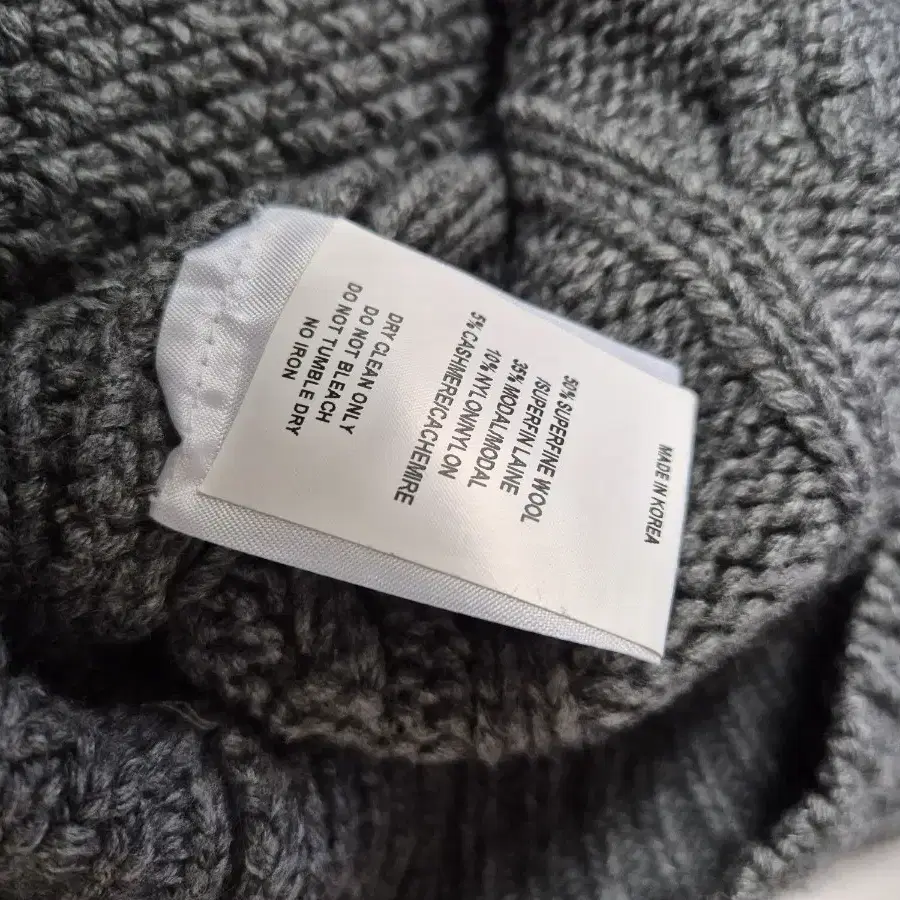 MADE IN KOREA
50% SUPERFINE WOOL
/SUPERFIN LAINE
35% MODAL/MODAL
10% NYLON/NYLON
5% CASHMERE/CACHEMIRE
DRY CLEAN ONLY
DO NOT BLEACH
DO NOT TUMBLE DRY
NO IRON